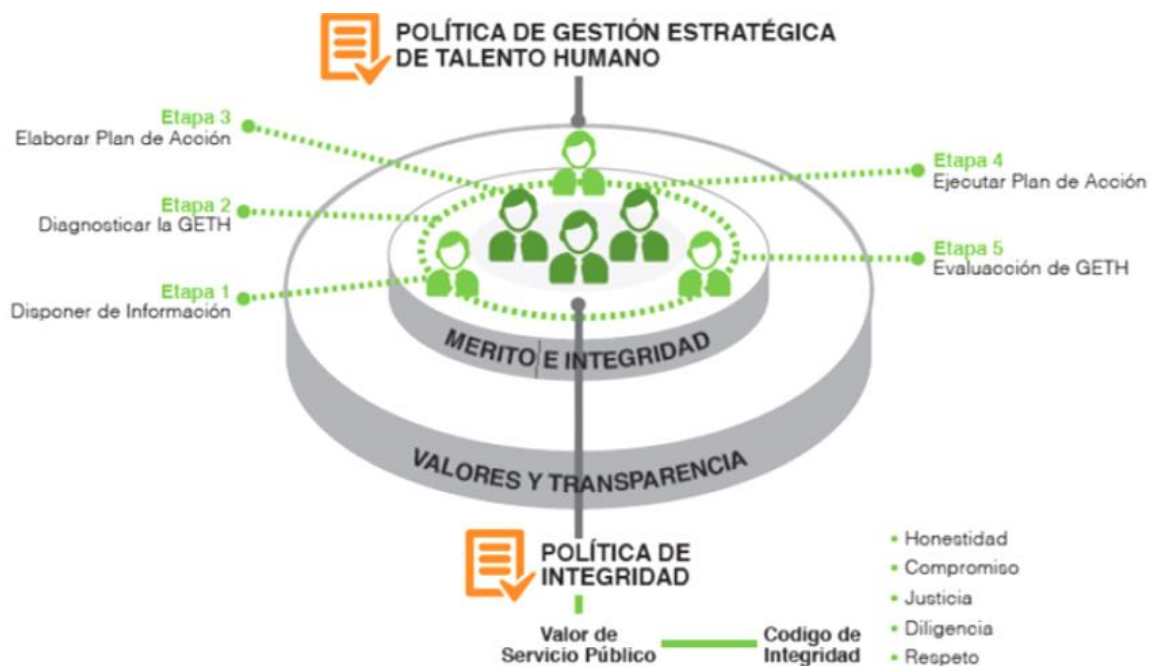 POLÍTICA DE GESTIÓN ESTRATÉGICA
DE TALENTO HUMANO
Etapa 3
Elaborar Plan de Acción
Etapa 2
Diagnosticar la GETH
Etapa 1
Disponer de Información
Etapa 4
Ejecutar Plan de Acción
Etapa 5
Evaluacción de GETH
MERITO E INTEGRIDAD
VALORES Y TRANSPARENCIA
POLÍTICA DE
INTEGRIDAD
Valor de
Servicio Público
Codigo de
Integridad
• Honestidad
• Compromiso
• Justicia
• Diligencia
• Respeto